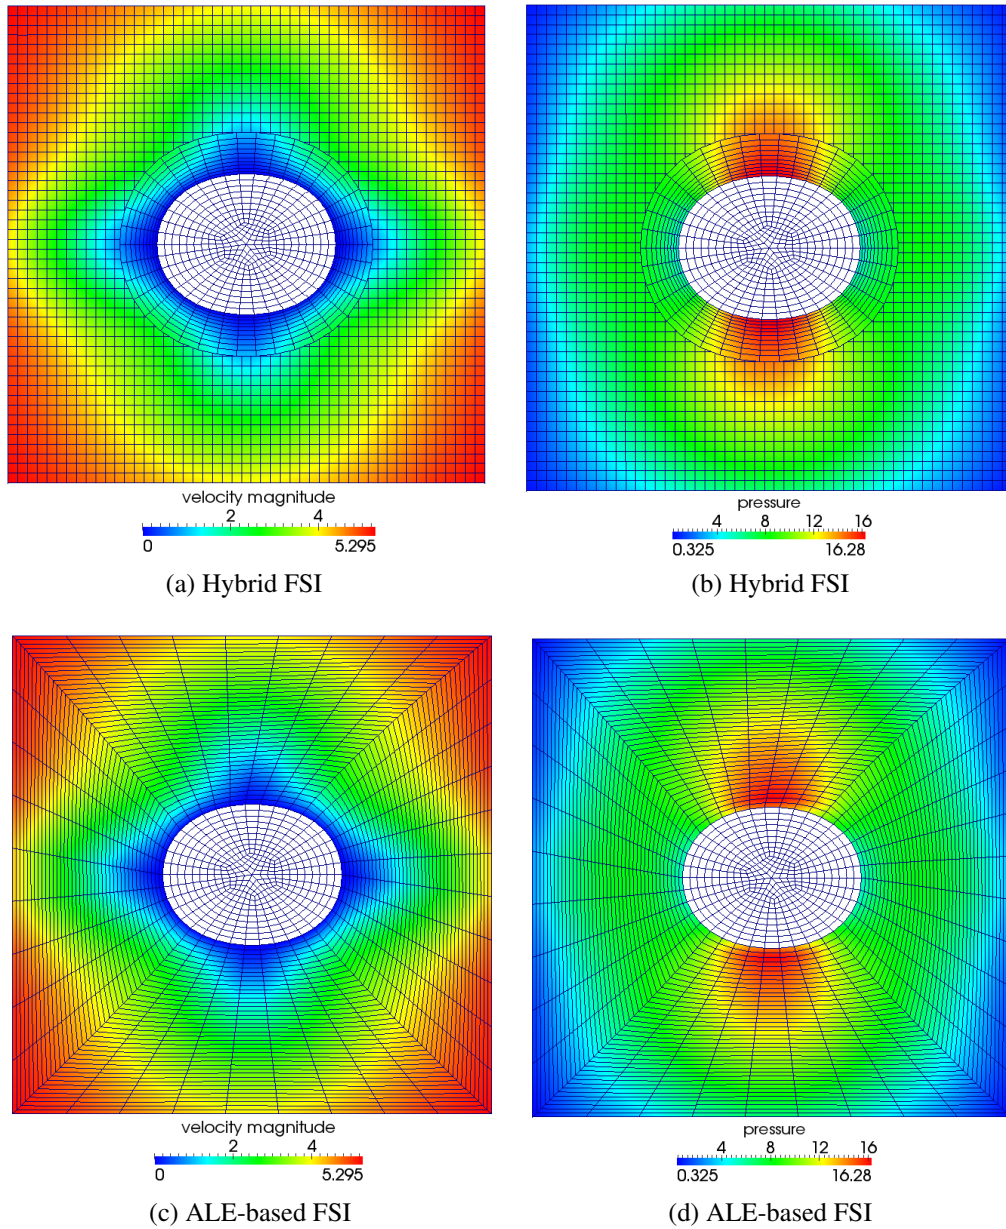 velocity magnitude
2 4
0 5.295
(a) Hybrid FSI
pressure
4 8 12 16
0.325 16.28
(b) Hybrid FSI
velocity magnitude
2 4
0 5.295
(c) ALE-based FSI
pressure
4 8 12 16
0.325 16.28
(d) ALE-based FSI